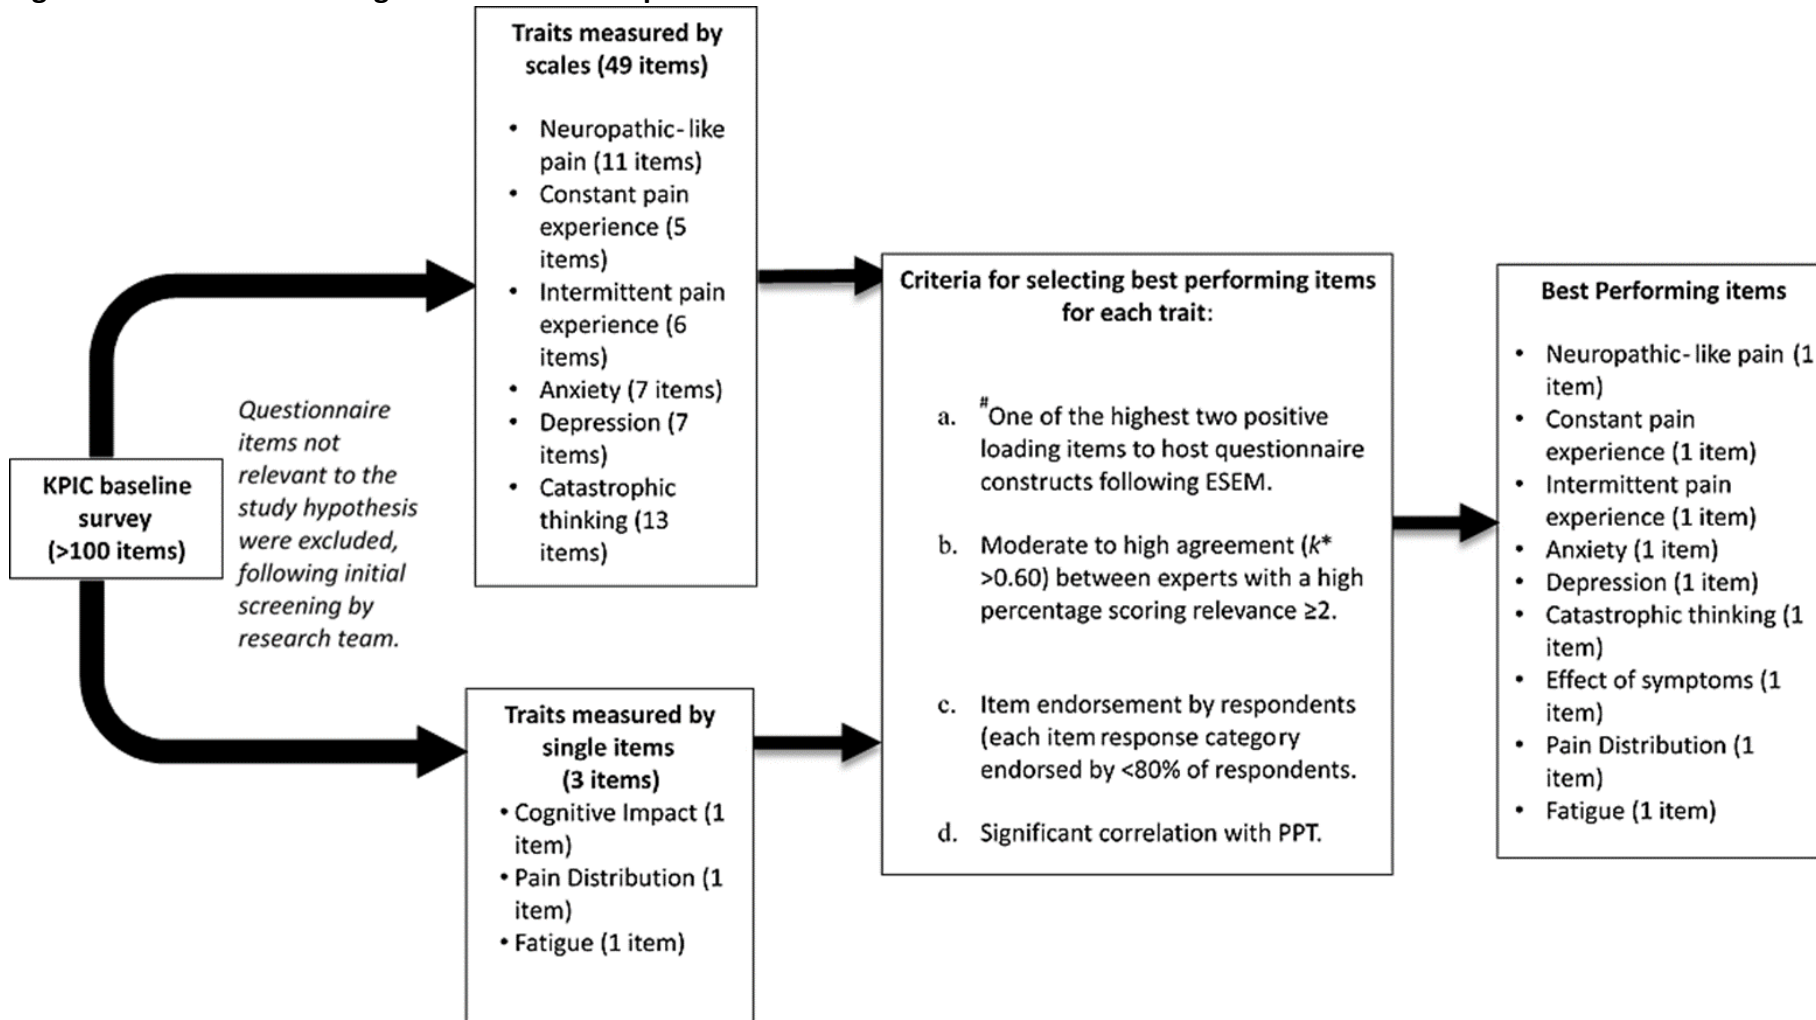 KPIC baseline
survey
(>100 items)
Questionnaire
items not
relevant to the
study hypothesis
were excluded,
following initial
screening by
research team.
Traits measured by
scales (49 items)
• Neuropathic-like
pain (11 items)
• Constant pain
experience (5
items)
• Intermittent pain
experience (6
items)
• Anxiety (7 items)
• Depression (7
items)
• Catastrophic
thinking (13
items)
Traits measured by
single items
(3 items)
• Cognitive Impact (1
item)
• Pain Distribution (1
item)
• Fatigue (1 item)
Criteria for selecting best performing items
for each trait:
a. #One of the highest two positive
loading items to host questionnaire
constructs following ESEM.
b. Moderate to high agreement (k*
>0.60) between experts with a high
percentage scoring relevance ≥2.
c. Item endorsement by respondents
(each item response category
endorsed by <80% of respondents.
d. Significant correlation with PPT.
Best Performing items
• Neuropathic-like pain (1
item)
• Constant pain
experience (1 item)
• Intermittent pain
experience (1 item)
• Anxiety (1 item)
• Depression (1 item)
• Catastrophic thinking (1
item)
• Effect of symptoms (1
item)
• Pain Distribution (1
item)
• Fatigue (1 item)